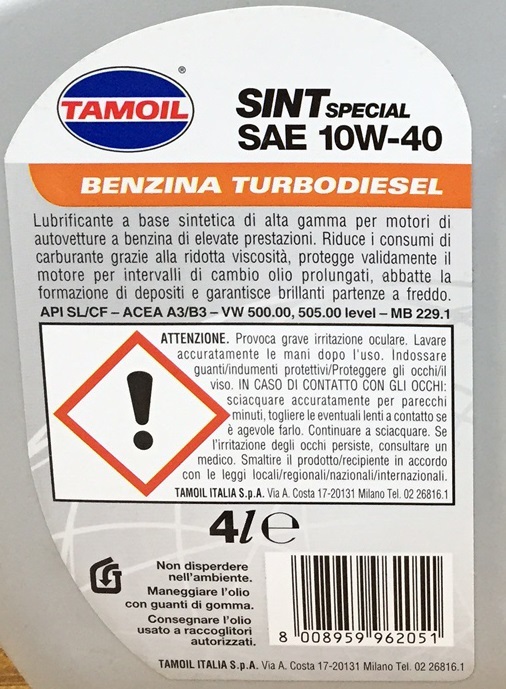 TAMOIL
®
SINT SPECIAL
SAE 10W-40
BENZINA TURBODIESEL
Lubrificante a base sintetica di alta gamma per motori di
autovetture a benzina di elevate prestazioni. Riduce i consumi di
carburante grazie alla ridotta viscosità, protegge validamente il
motore per intervalli di cambio olio prolungati, abbatte la
formazione di depositi e garantisce brillanti partenze a freddo.
API SL/CF – ACEA A3/B3 – VW 500.00, 505.00 level – MB 229.1
ATTENZIONE. Provoca grave irritazione oculare. Lavare
accuratamente le mani dopo l'uso. Indossare
guanti/indumenti protettivi/Proteggere gli occhi/il
viso. IN CASO DI CONTATTO CON GLI OCCHI:
sciacquare accuratamente per parecchi
minuti, togliere le eventuali lenti a contatto se
è agevole farlo. Continuare a sciacquare. Se
l'irritazione degli occhi persiste, consultare un
medico. Smaltire il prodotto/recipiente in accordo
con le leggi locali/regionali/nazionali/internazionali.
TAMOIL ITALIA S.p.A. Via A. Costa 17-20131 Milano Tel. 02 26816.1
4l e
Non disperdere
nell'ambiente.
Maneggiare l'olio
con guanti di gomma.
Consegnare l'olio
usato a raccoglitori
autorizzati.
8 008959 962051
TAMOIL ITALIA S.p.A. Via A. Costa 17-20131 Milano Tel. 02 26816.1